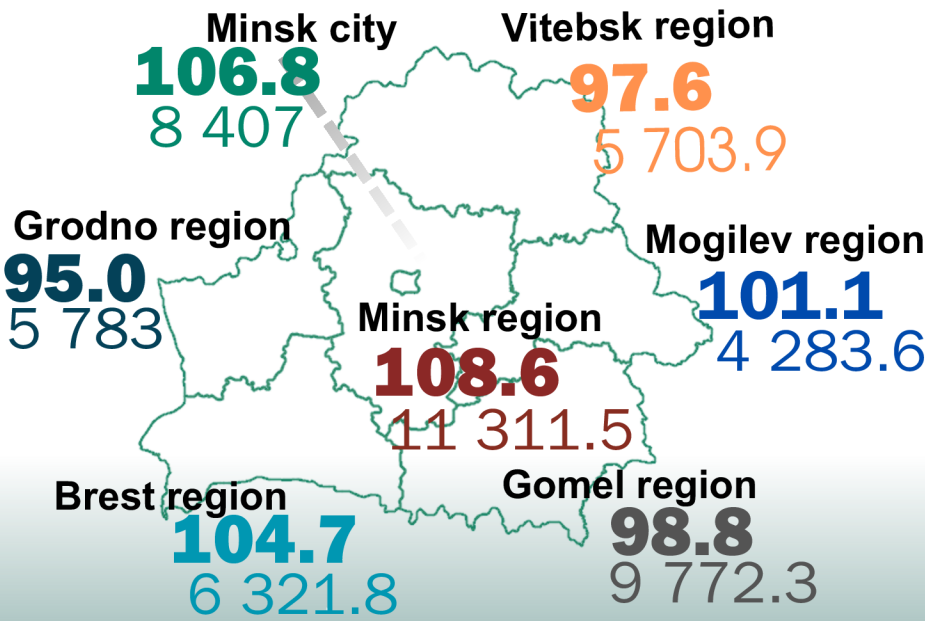 Minsk city
106.8
8 407
Vitebsk region
97.6
5 703.9
Grodno region
95.0
5 783
Mogilev region
101.1
4 283.6
Minsk region
108.6
11 311.5
Brest region
104.7
6 321.8
Gomel region
98.8
9 772.3